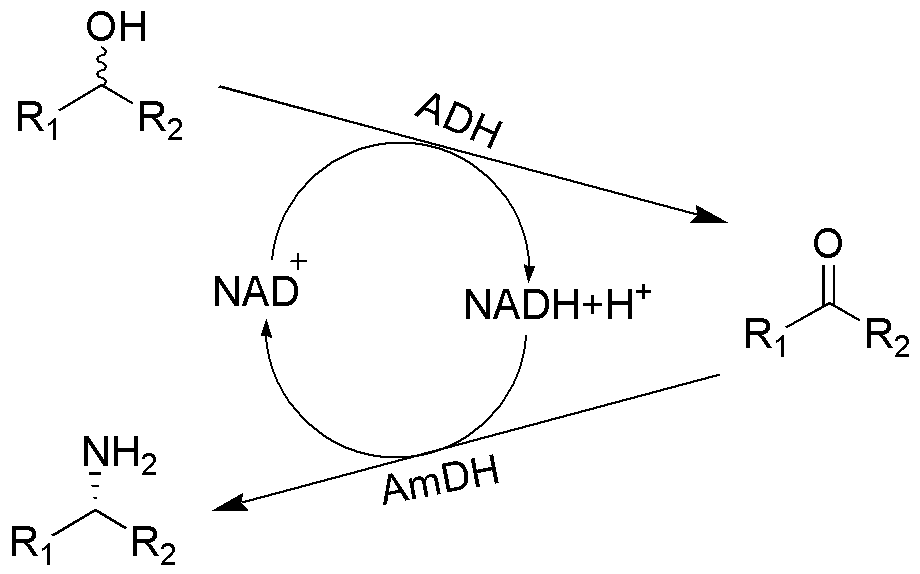 OH
R1 R2
ADH
O
NAD+ NADH+H+
R1 R2
NH2
AmDH
R1 R2